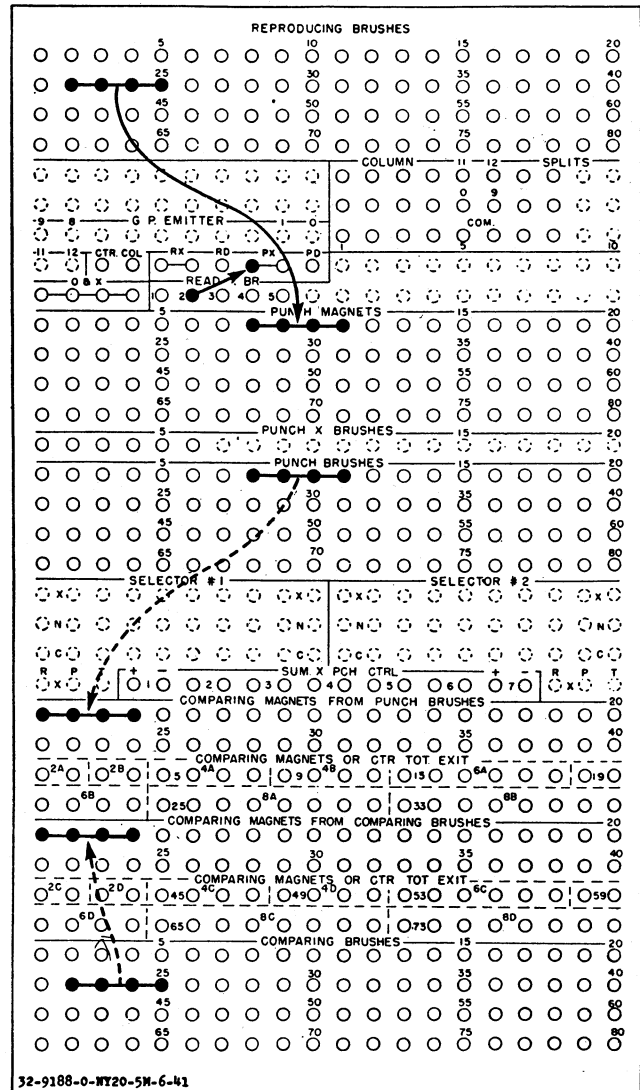 REPRODUCING BRUSHES
5 10 15 20
25 30 35 40
45 50 55 60
65 70 75 80
COLUMN 11 12 SPLITS
0 9
9 8 G P. EMITTER 1 0 COM.
1 5 10
11 12 CTR. COL RX RD PX PD
0 & X READ X BR
1 2 3 4 5
5 PUNCH MAGNETS 15 20
25 30 35 40
45 50 55 60
65 70 75 80
PUNCH X BRUSHES
5 15 20
PUNCH BRUSHES
5 15 20
25 30 35 40
45 50 55 60
65 70 75 80
SELECTOR #1 SELECTOR #2
X X X X
N N N N
C C C C
R P T + - SUM. X PCH CTRL + - R P T
X 1 2 3 4 5 6 7 X
COMPARING MAGNETS FROM PUNCH BRUSHES
20
25 30 35 40
COMPARING MAGNETS OR CTR TOT. EXIT
2A 2B 5 4A 9 4B 13 6A 19
6B 25 8A 33 8B
COMPARING MAGNETS FROM COMPARING BRUSHES
20
25 30 35 40
COMPARING MAGNETS OR CTR TOT EXIT
2C 2D 45 4C 49 4D 53 6C 59
6D 65 8C 73 8D
5 COMPARING BRUSHES 15 20
25 30 35 40
45 50 55 60
65 70 75 80
32-9188-0-NY20-5M-6-41